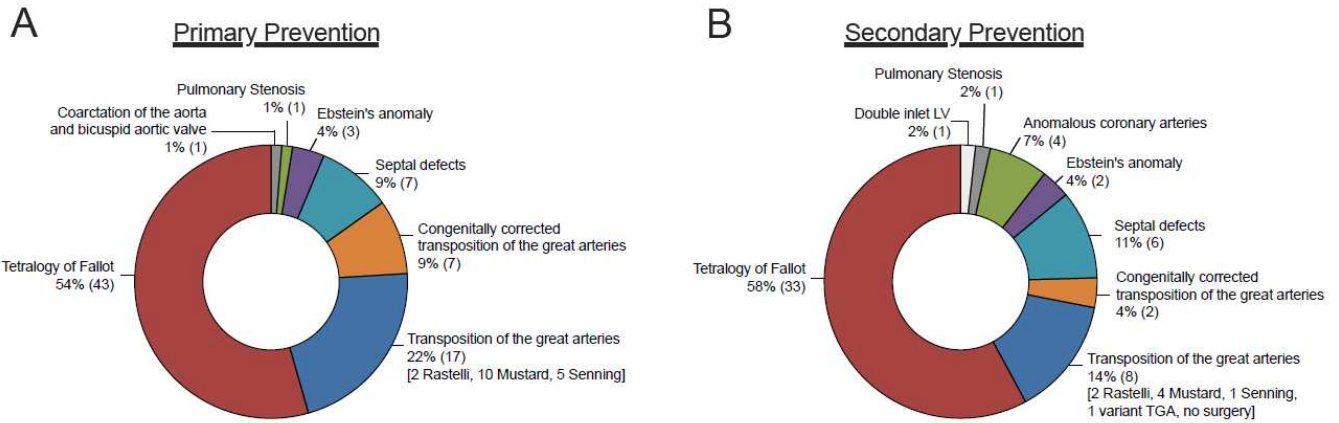 A
Primary Prevention
Pulmonary Stenosis
1% (1)
Coarctation of the aorta
and bicuspid aortic valve
1% (1)
Ebstein's anomaly
4% (3)
Septal defects
9% (7)
Congenitally corrected
transposition of the great arteries
9% (7)
Tetralogy of Fallot
54% (43)
Transposition of the great arteries
22% (17)
[2 Rastelli, 10 Mustard, 5 Senning]
B
Secondary Prevention
Pulmonary Stenosis
2% (1)
Double inlet LV
2% (1)
Anomalous coronary arteries
7% (4)
Ebstein's anomaly
4% (2)
Septal defects
11% (6)
Congenitally corrected
transposition of the great arteries
4% (2)
Tetralogy of Fallot
58% (33)
Transposition of the great arteries
14% (8)
[2 Rastelli, 4 Mustard, 1 Senning,
1 variant TGA, no surgery]